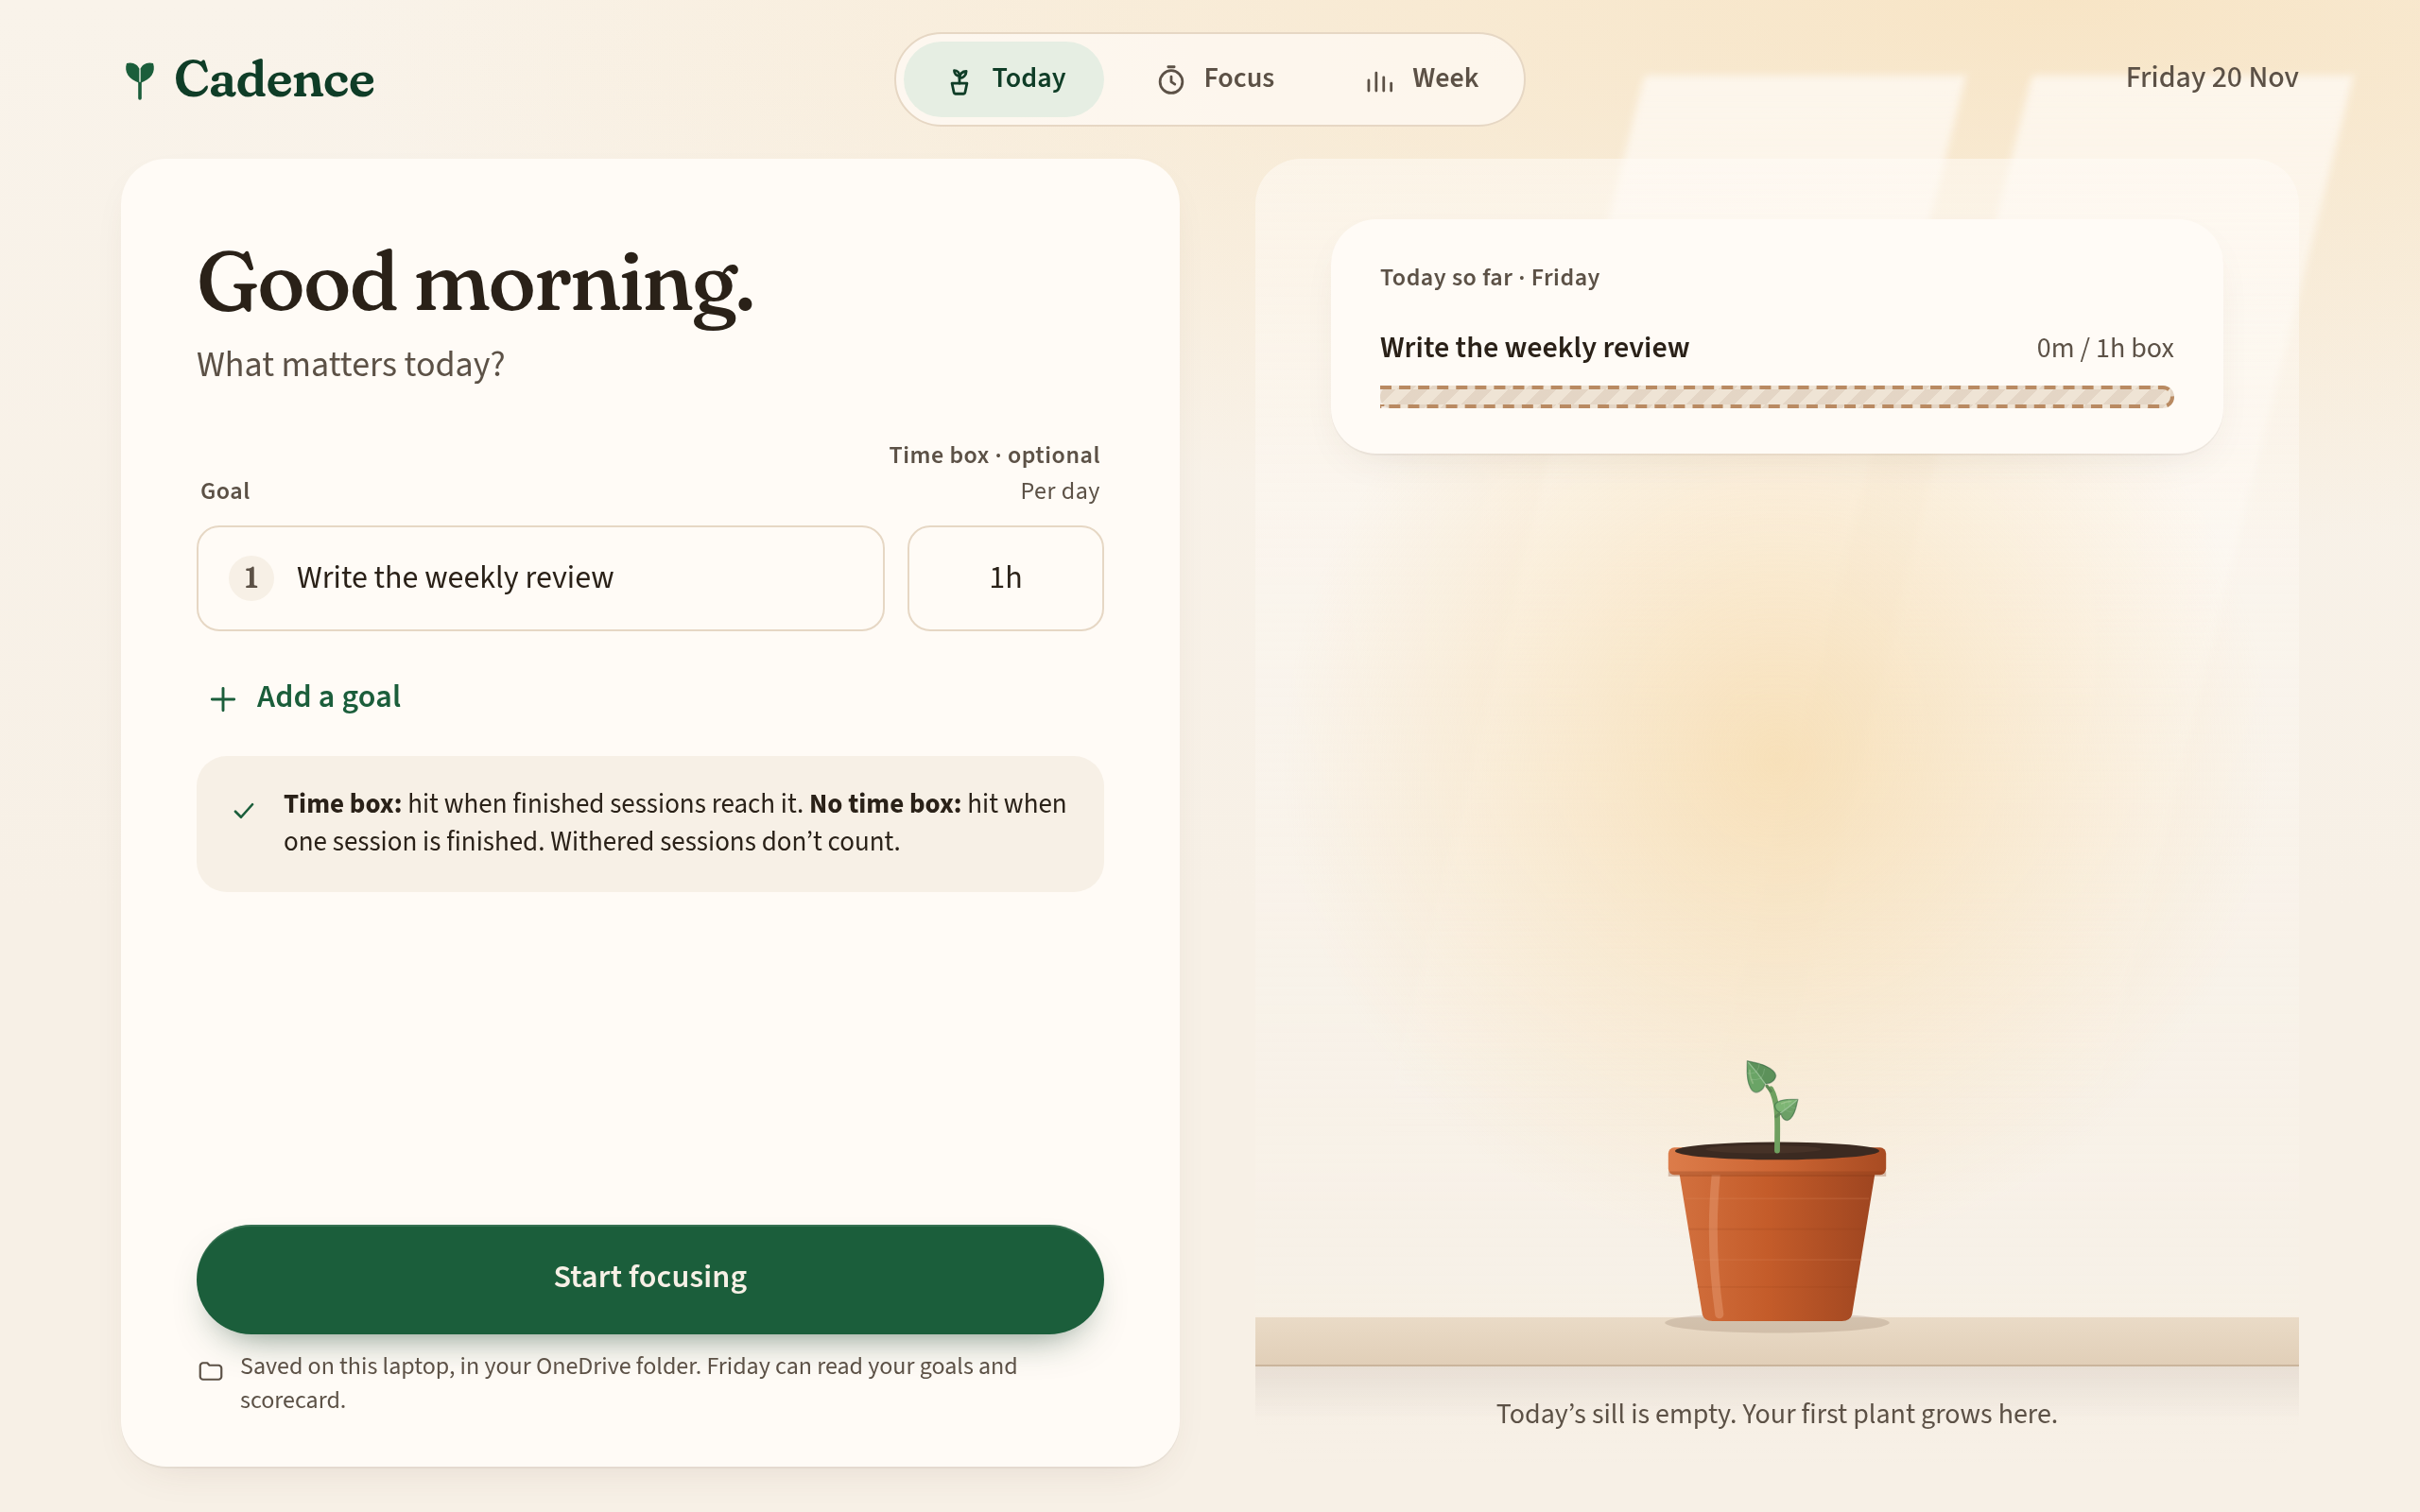 Cadence
Today
Focus
Week
Friday 20 Nov
Good morning.
What matters today?
Time box · optional
Goal
Per day
1
Write the weekly review
1h
Add a goal
Time box: hit when finished sessions reach it. No time box: hit when
one session is finished. Withered sessions don’t count.
Start focusing
Saved on this laptop, in your OneDrive folder. Friday can read your goals and
scorecard.
Today so far · Friday
Write the weekly review
0m / 1h box
Today’s sill is empty. Your first plant grows here.